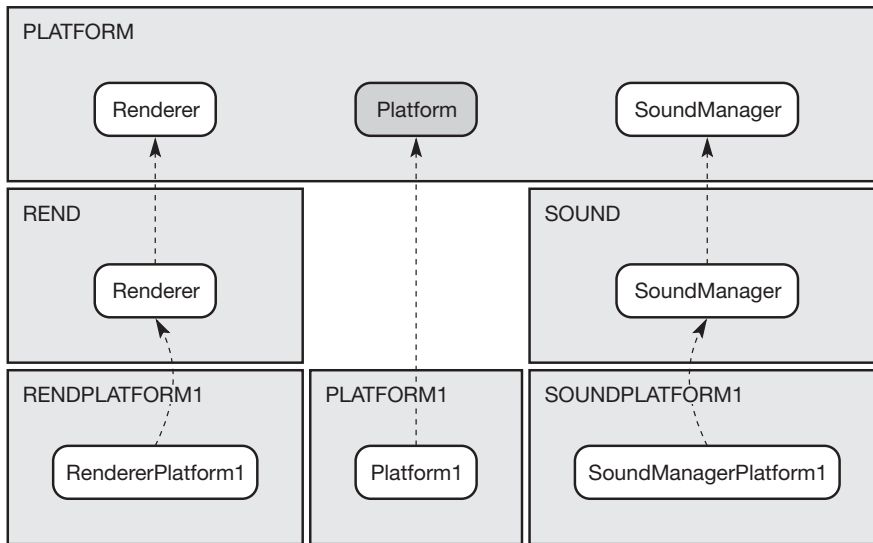 PLATFORM
Renderer
Platform
SoundManager
REND
SOUND
Renderer
SoundManager
RENDPLATFORM1
PLATFORM1
SOUNDPLATFORM1
RendererPlatform1
Platform1
SoundManagerPlatform1